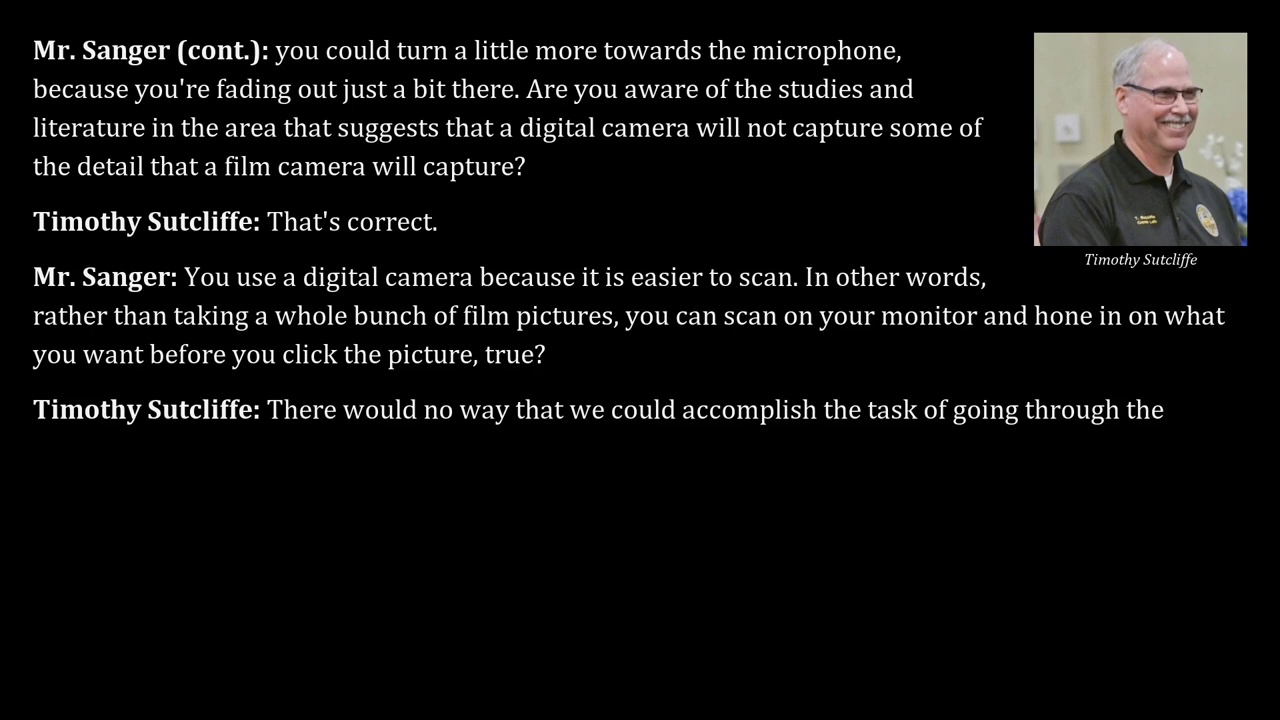 Mr. Sanger (cont.): you could turn a little more towards the microphone,
because you're fading out just a bit there. Are you aware of the studies and
literature in the area that suggests that a digital camera will not capture some of
the detail that a film camera will capture?
Timothy Sutcliffe: That's correct.
Timothy Sutcliffe
Mr. Sanger: You use a digital camera because it is easier to scan. In other words,
rather than taking a whole bunch of film pictures, you can scan on your monitor and hone in on what
you want before you click the picture, true?
Timothy Sutcliffe: There would no way that we could accomplish the task of going through the